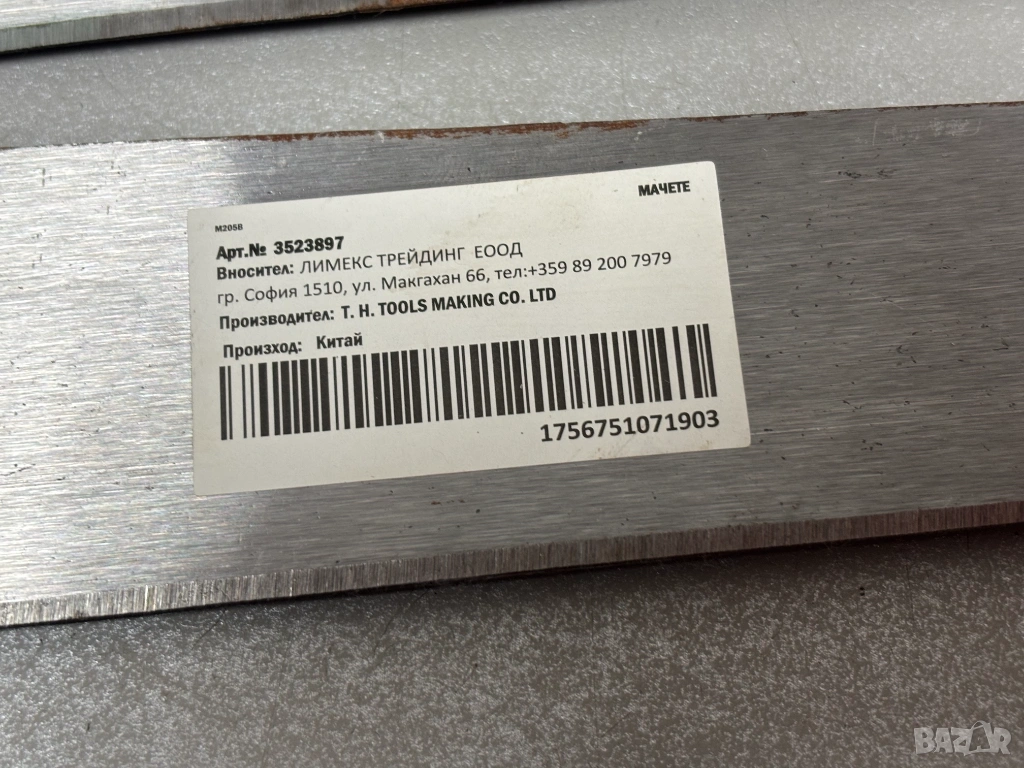 МАЧЕТЕ
M205B
Арт.№ 3523897
Вносител: ЛИМЕКС ТРЕЙДИНГ ЕООД
гр. София 1510, ул. Макгахан 66, тел:+359 89 200 7979
Производител: T. H. TOOLS MAKING CO. LTD
Произход: Китай
1756751071903
BAZAR